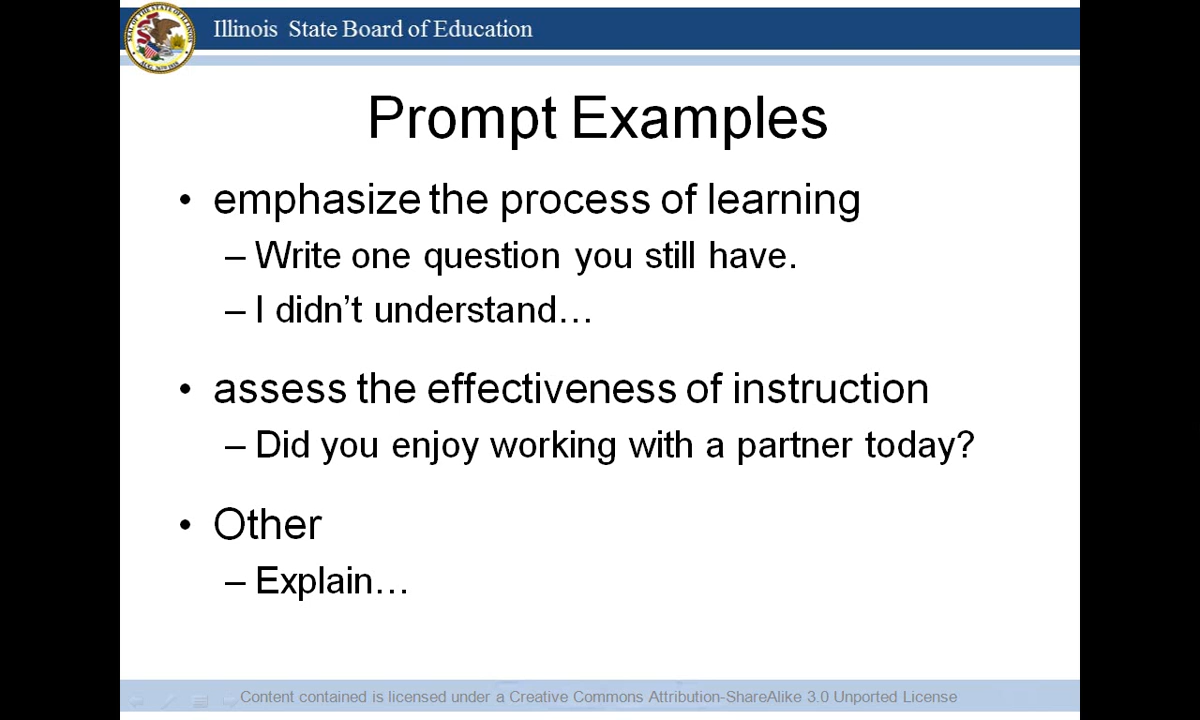 Illinois State Board of Education
Prompt Examples
• emphasize the process of learning
– Write one question you still have.
– I didn’t understand…
• assess the effectiveness of instruction
– Did you enjoy working with a partner today?
• Other
– Explain…
Content contained is licensed under a Creative Commons Attribution-ShareAlike 3.0 Unported License